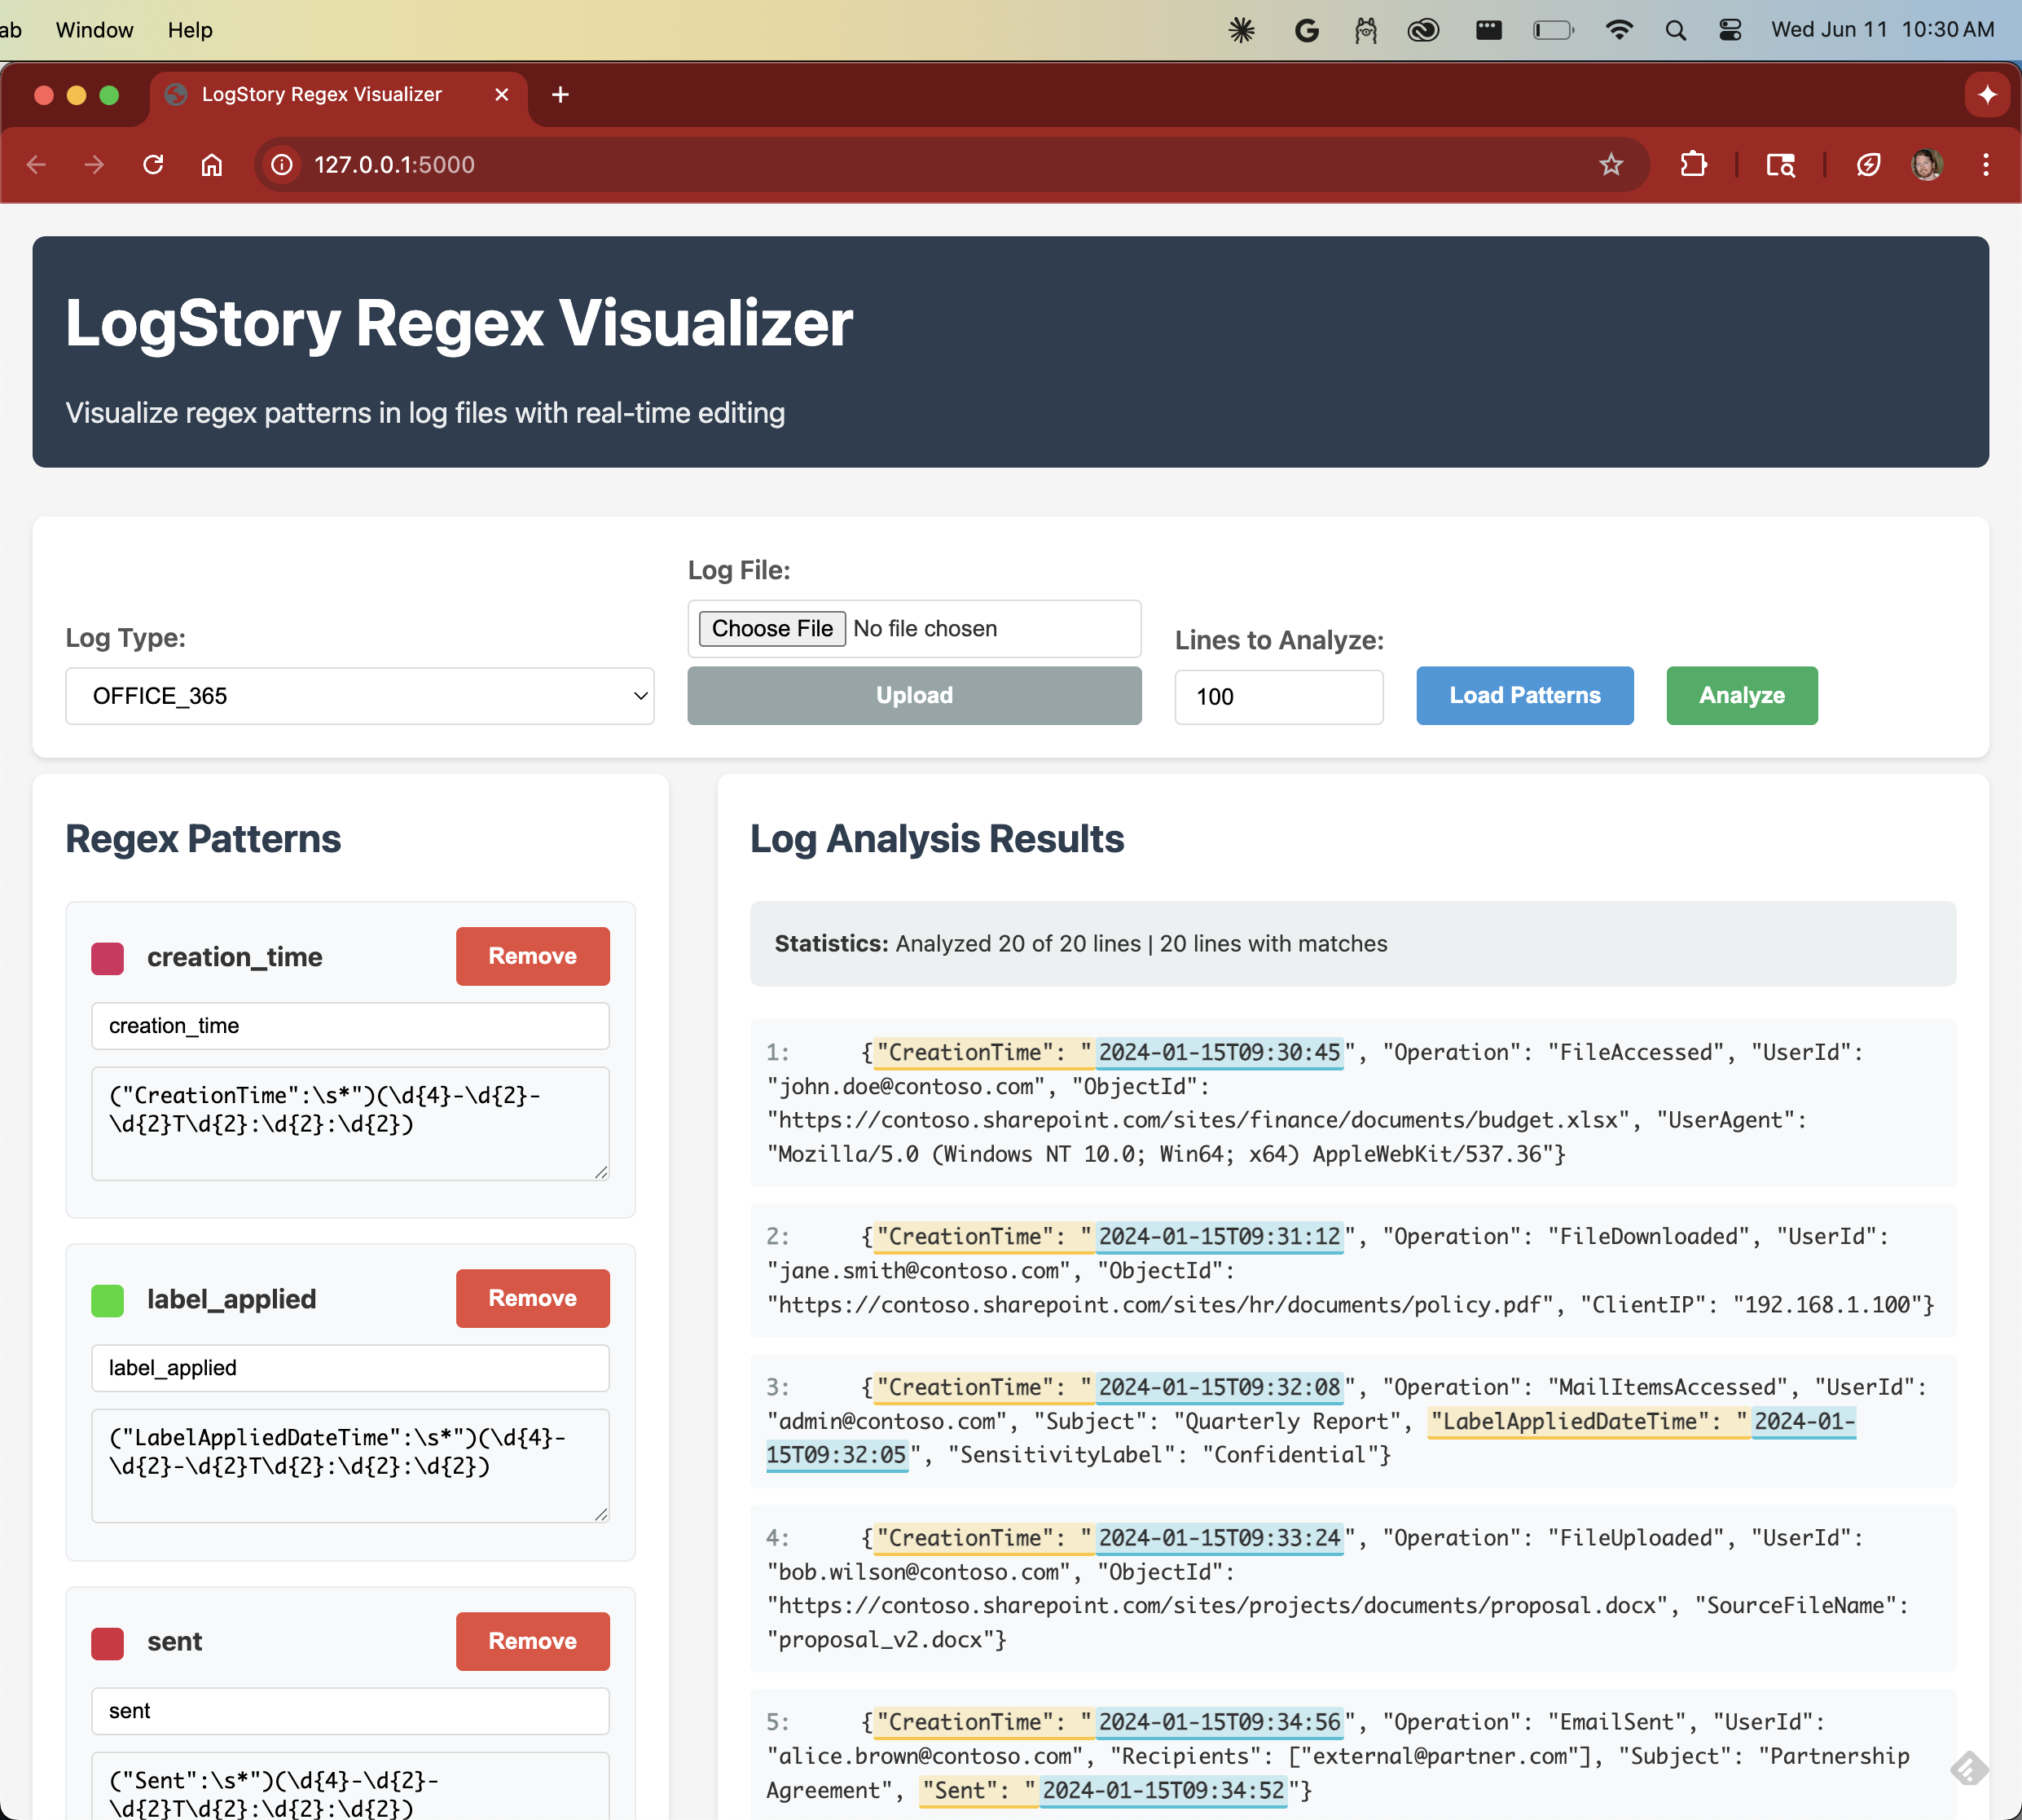 ab Window Help Wed Jun 11 10:30 AM
LogStory Regex Visualizer
127.0.0.1:5000
LogStory Regex Visualizer
Visualize regex patterns in log files with real-time editing
Log Type:
OFFICE_365
Log File:
Choose File No file chosen
Upload
Lines to Analyze:
100
Load Patterns
Analyze
Regex Patterns
creation_time
Remove
creation_time
("CreationTime":\s*")(\d{4}-\d{2}-
\d{2}T\d{2}:\d{2}:\d{2})
label_applied
Remove
label_applied
("LabelAppliedDateTime":\s*")(\d{4}-
\d{2}-\d{2}T\d{2}:\d{2}:\d{2})
sent
Remove
sent
("Sent":\s*")(\d{4}-\d{2}-
\d{2}T\d{2}:\d{2}:\d{2})
Log Analysis Results
Statistics: Analyzed 20 of 20 lines | 20 lines with matches
1: {"CreationTime": "2024-01-15T09:30:45", "Operation": "FileAccessed", "UserId":
"john.doe@contoso.com", "ObjectId":
"https://contoso.sharepoint.com/sites/finance/documents/budget.xlsx", "UserAgent":
"Mozilla/5.0 (Windows NT 10.0; Win64; x64) AppleWebKit/537.36"}
2: {"CreationTime": "2024-01-15T09:31:12", "Operation": "FileDownloaded", "UserId":
"jane.smith@contoso.com", "ObjectId":
"https://contoso.sharepoint.com/sites/hr/documents/policy.pdf", "ClientIP": "192.168.1.100"}
3: {"CreationTime": "2024-01-15T09:32:08", "Operation": "MailItemsAccessed", "UserId":
"admin@contoso.com", "Subject": "Quarterly Report", "LabelAppliedDateTime": "2024-01-
15T09:32:05", "SensitivityLabel": "Confidential"}
4: {"CreationTime": "2024-01-15T09:33:24", "Operation": "FileUploaded", "UserId":
"bob.wilson@contoso.com", "ObjectId":
"https://contoso.sharepoint.com/sites/projects/documents/proposal.docx", "SourceFileName":
"proposal_v2.docx"}
5: {"CreationTime": "2024-01-15T09:34:56", "Operation": "EmailSent", "UserId":
"alice.brown@contoso.com", "Recipients": ["external@partner.com"], "Subject": "Partnership
Agreement", "Sent": "2024-01-15T09:34:52"}